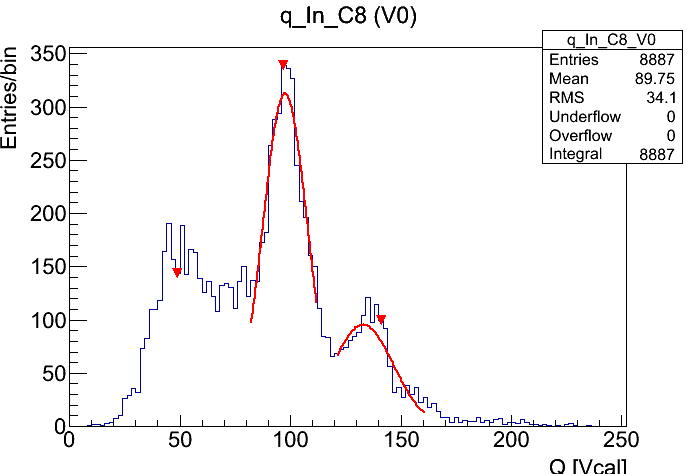 q_In_C8 (V0)
q_In_C8_V0
Entries 8887
Mean 89.75
RMS 34.1
Underflow 0
Overflow 0
Integral 8887
Entries/bin
350
300
250
200
150
100
50
0
0 50 100 150 200 250
Q [Vcal]